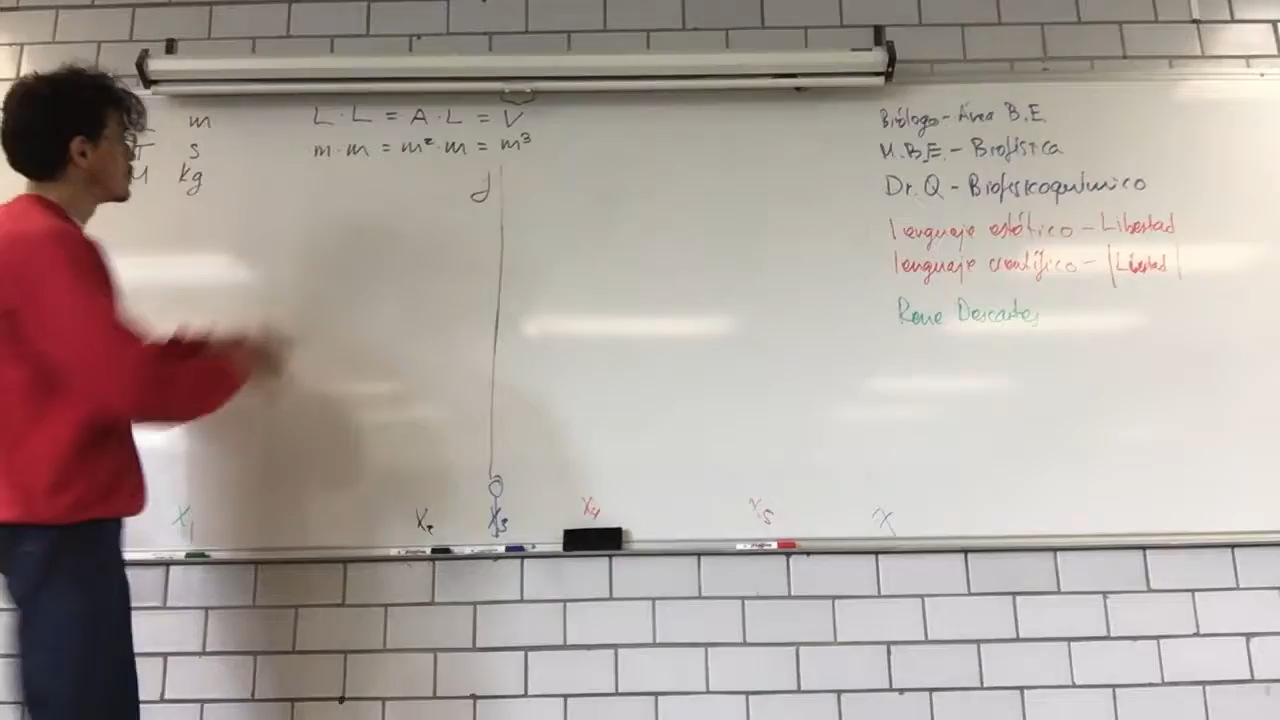 m
s
M kg
L · L = A · L = V
m · m = m² · m = m³
y
X₁
X₂
X₃
X₄
X₅
X
Biólogo - Área B.E.
M.B.E. - Biofísica
Dr. Q - Biofisicoquímico
lenguaje estótico - Libertad
lenguaje científico - |Libertad|
Rene Descartes